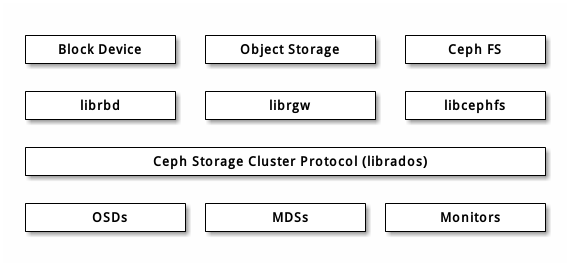 Block Device
Object Storage
Ceph FS
librbd
librgw
libcephfs
Ceph Storage Cluster Protocol (librados)
OSDs
MDSs
Monitors